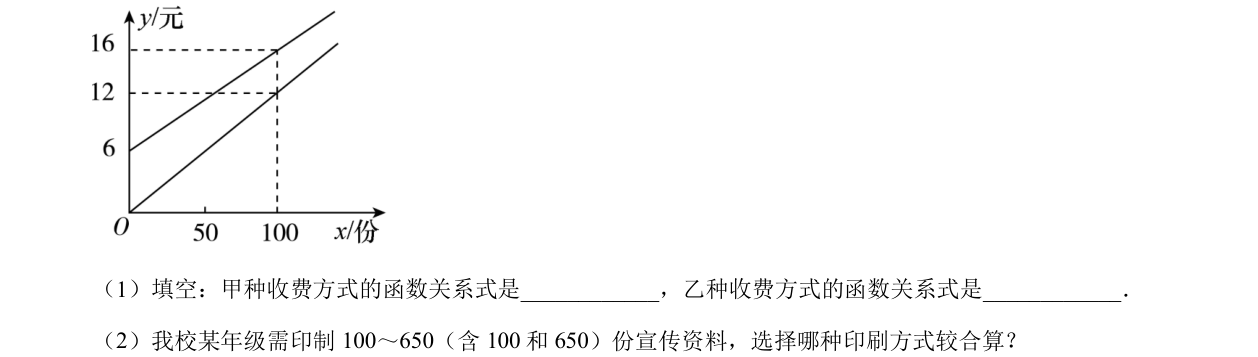 y/元
16
12
6
O
50
100
x/份
（1）填空：甲种收费方式的函数关系式是____________，乙种收费方式的函数关系式是____________．
（2）我校某年级需印制 100～650（含 100 和 650）份宣传资料，选择哪种印刷方式较合算？